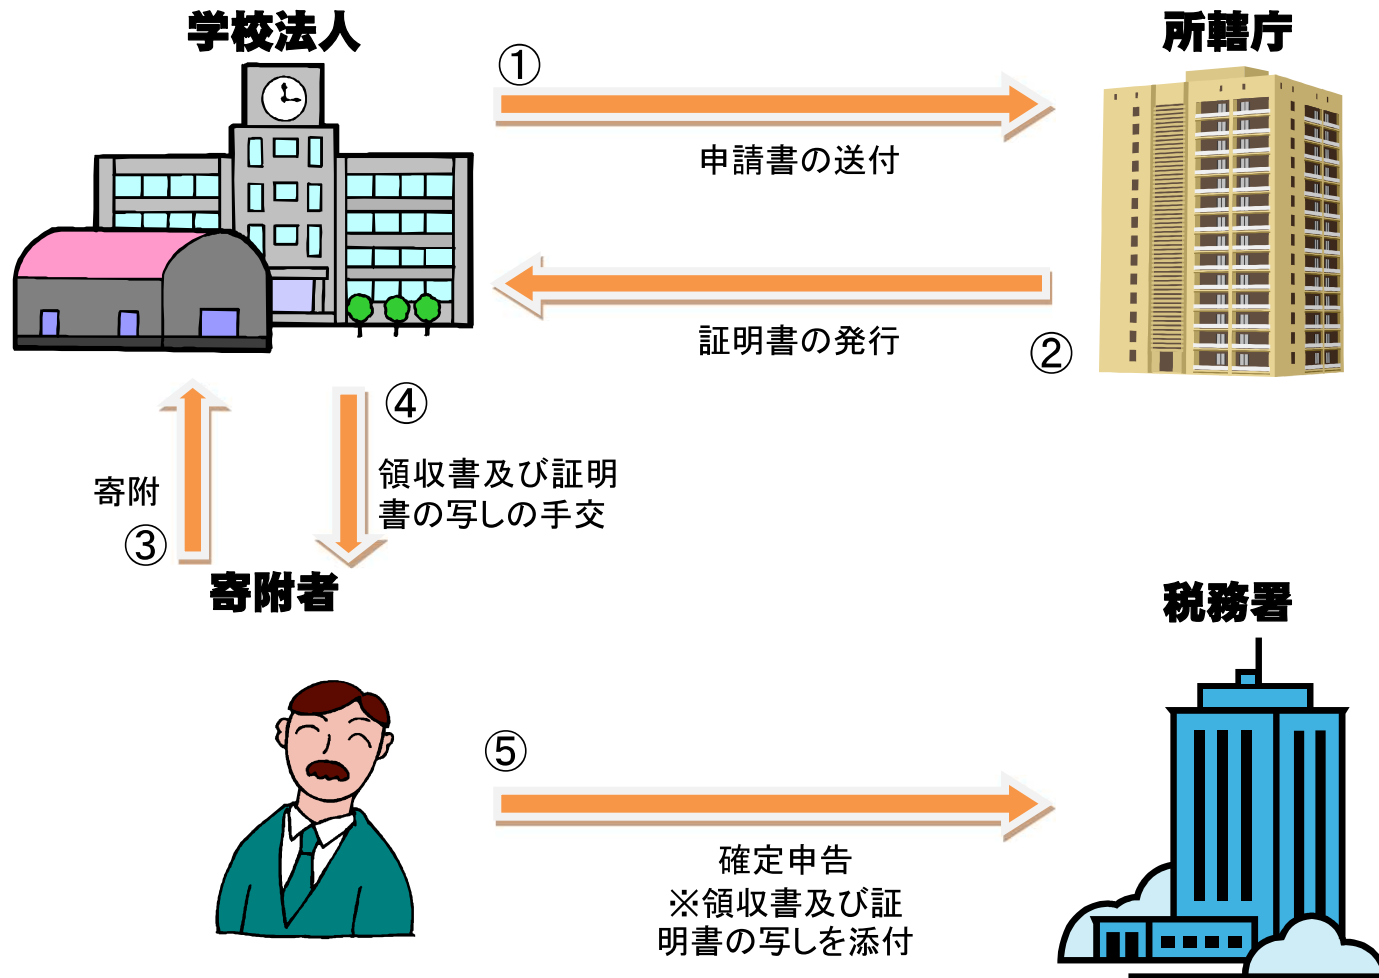 学校法人
所轄庁
①
申請書の送付
証明書の発行
②
④
領収書及び証明
書の写しの手交
寄附
③
寄附者
税務署
⑤
確定申告
※領収書及び証
明書の写しを添付